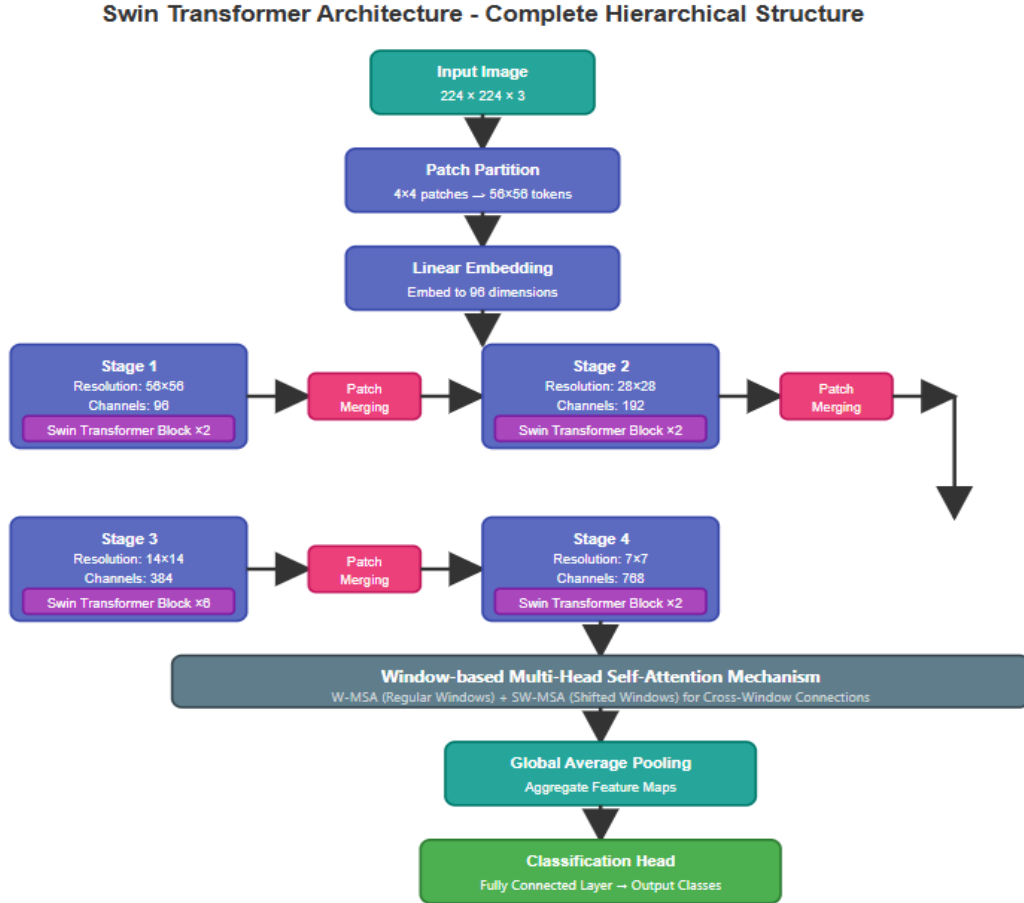 Swin Transformer Architecture - Complete Hierarchical Structure
Input Image
224 × 224 × 3
Patch Partition
4×4 patches → 56×56 tokens
Linear Embedding
Embed to 96 dimensions
Stage 1
Resolution: 56×56
Channels: 96
Swin Transformer Block ×2
Patch
Merging
Stage 2
Resolution: 28×28
Channels: 192
Swin Transformer Block ×2
Patch
Merging
Stage 3
Resolution: 14×14
Channels: 384
Swin Transformer Block ×6
Patch
Merging
Stage 4
Resolution: 7×7
Channels: 768
Swin Transformer Block ×2
Window-based Multi-Head Self-Attention Mechanism
W-MSA (Regular Windows) + SW-MSA (Shifted Windows) for Cross-Window Connections
Global Average Pooling
Aggregate Feature Maps
Classification Head
Fully Connected Layer → Output Classes